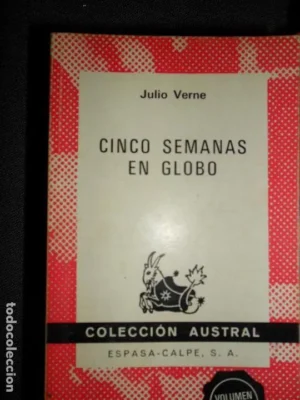 Julio Verne
CINCO SEMANAS
EN GLOBO
COLECCIÓN AUSTRAL
ESPASA-CALPE, S. A.
VOLUMEN
todocoleccion